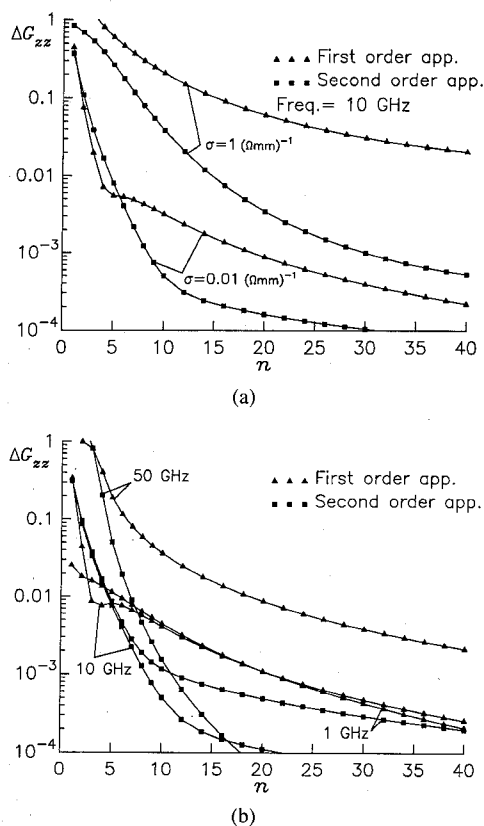 ΔG_zz
1
0.1
0.01
10⁻³
10⁻⁴
First order app.
Second order app.
Freq.= 10 GHz
σ=1 (Ωmm)⁻¹
σ=0.01 (Ωmm)⁻¹
0 5 10 15 20 25 30 35 40
n
(a)
ΔG_zz
1
0.1
0.01
10⁻³
10⁻⁴
50 GHz
First order app.
Second order app.
10 GHz
1 GHz
0 5 10 15 20 25 30 35 40
n
(b)